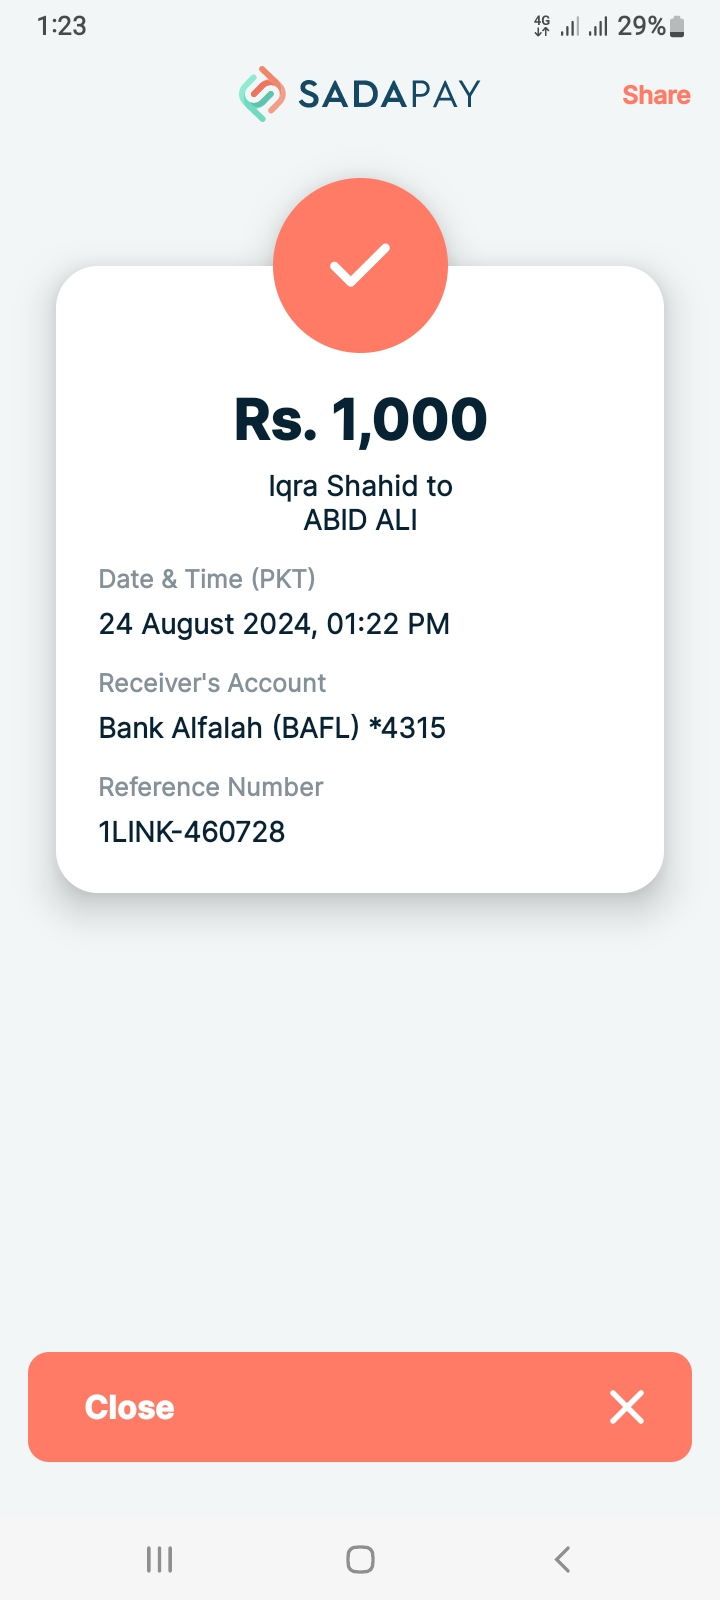 1:23 4G 29%
SADAPAY Share
Rs. 1,000
Iqra Shahid to
ABID ALI
Date & Time (PKT)
24 August 2024, 01:22 PM
Receiver's Account
Bank Alfalah (BAFL) *4315
Reference Number
1LINK-460728
Close